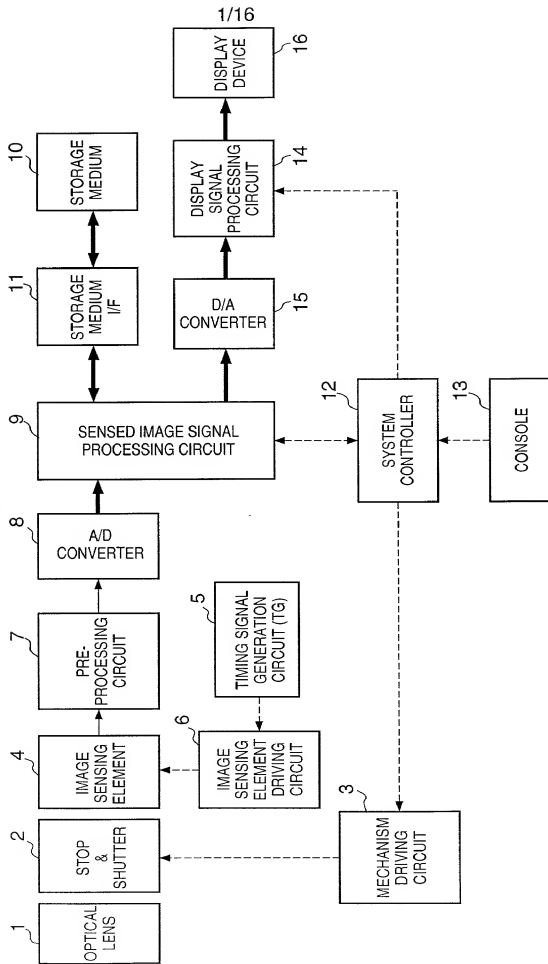 1/16
1
OPTICAL
LENS
2
STOP
&
SHUTTER
4
IMAGE
SENSING
ELEMENT
7
PRE-
PROCESSING
CIRCUIT
8
A/D
CONVERTER
9
SENSED IMAGE SIGNAL
PROCESSING CIRCUIT
11
STORAGE
MEDIUM
I/F
10
STORAGE
MEDIUM
15
D/A
CONVERTER
14
DISPLAY
SIGNAL
PROCESSING
CIRCUIT
16
DISPLAY
DEVICE
6
IMAGE
SENSING
ELEMENT
DRIVING
CIRCUIT
5
TIMING SIGNAL
GENERATION
CIRCUIT (TG)
3
MECHANISM
DRIVING
CIRCUIT
12
SYSTEM
CONTROLLER
13
CONSOLE